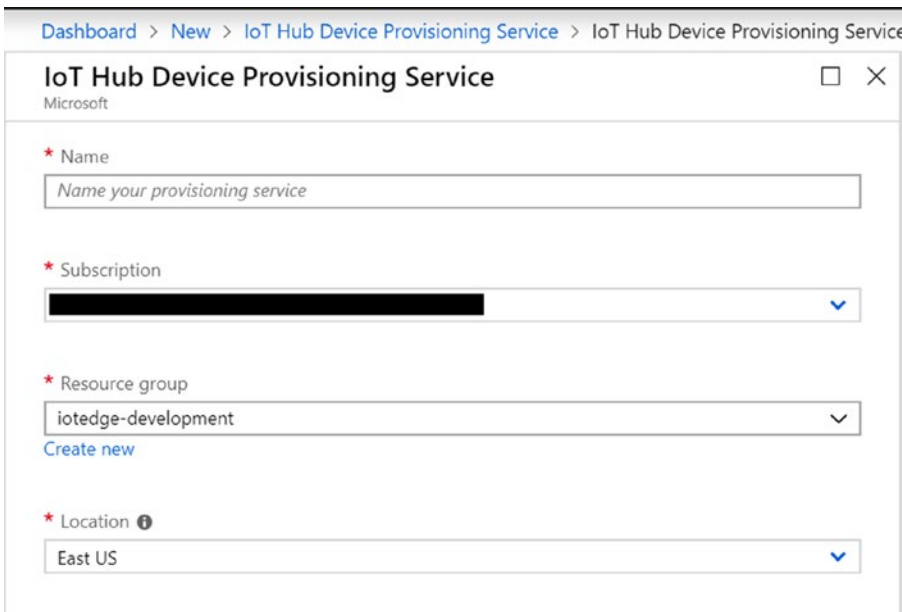 Dashboard > New > IoT Hub Device Provisioning Service > IoT Hub Device Provisioning Service
IoT Hub Device Provisioning Service
Microsoft
* Name
Name your provisioning service
* Subscription
* Resource group
iotedge-development
Create new
* Location
East US